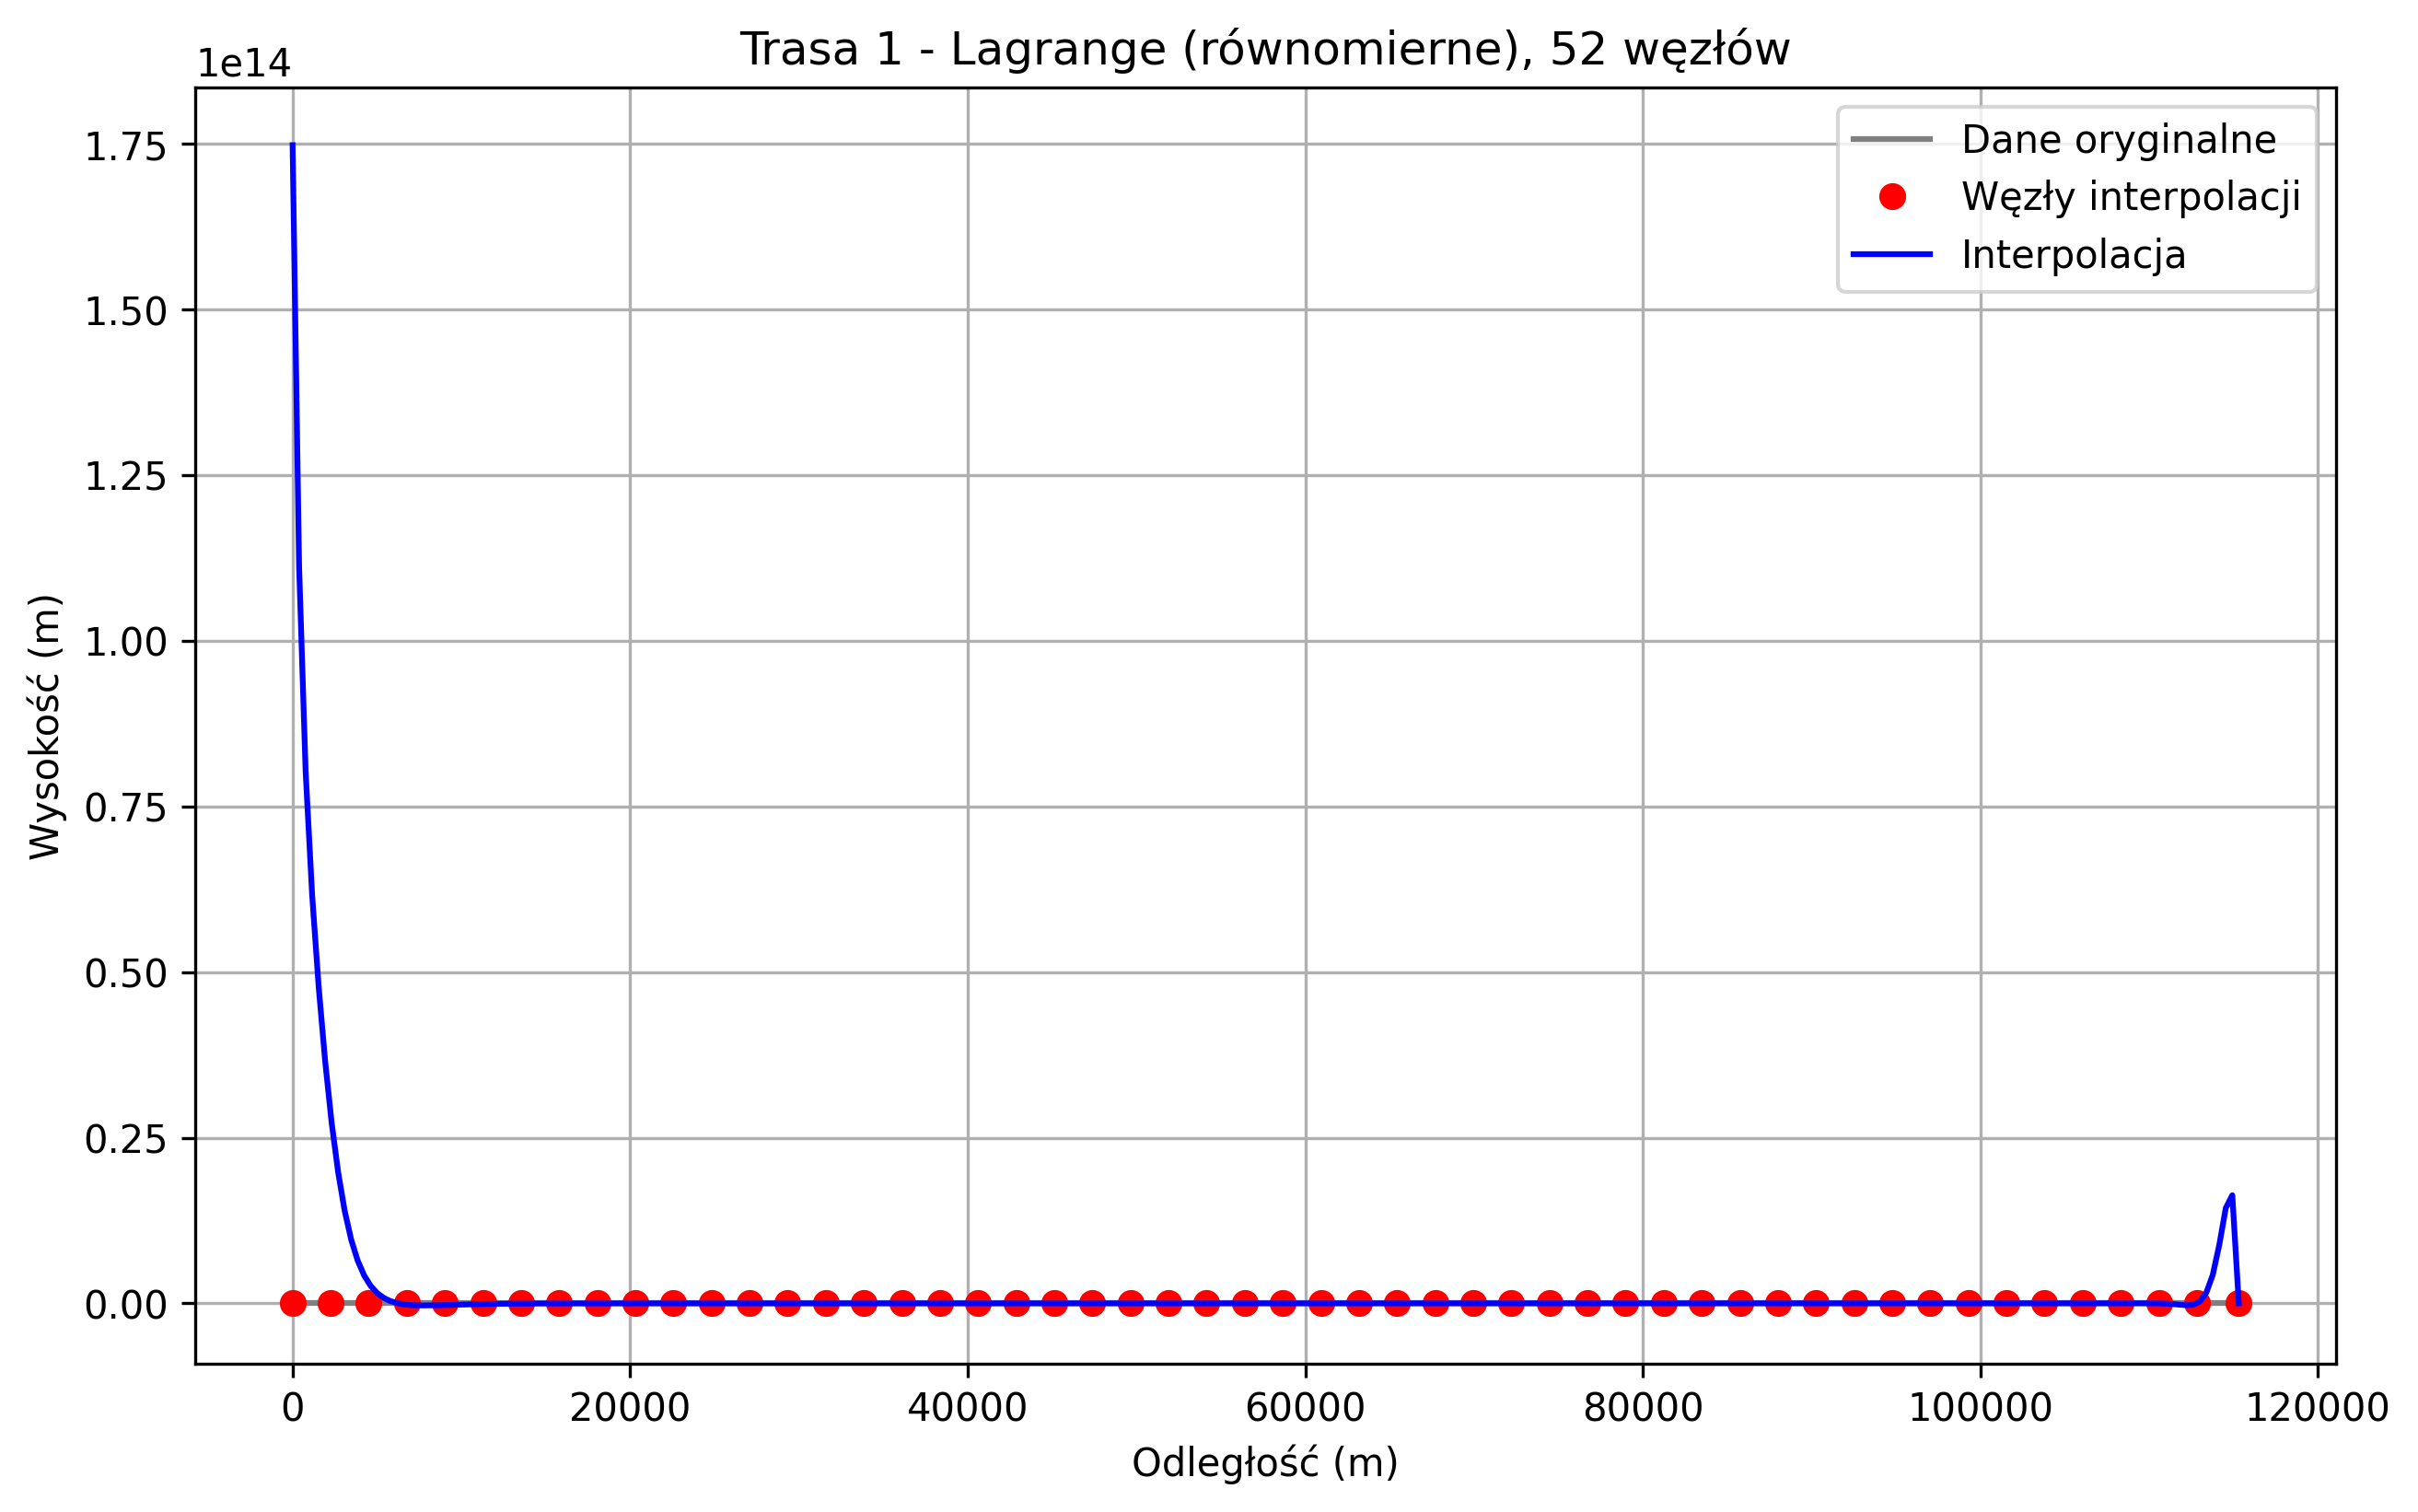 Trasa 1 - Lagrange (równomierne), 52 węzłów
1e14
1.75
1.50
1.25
1.00
0.75
0.50
0.25
0.00
Wysokość (m)
Dane oryginalne
Węzły interpolacji
Interpolacja
0
20000
40000
60000
80000
100000
120000
Odległość (m)